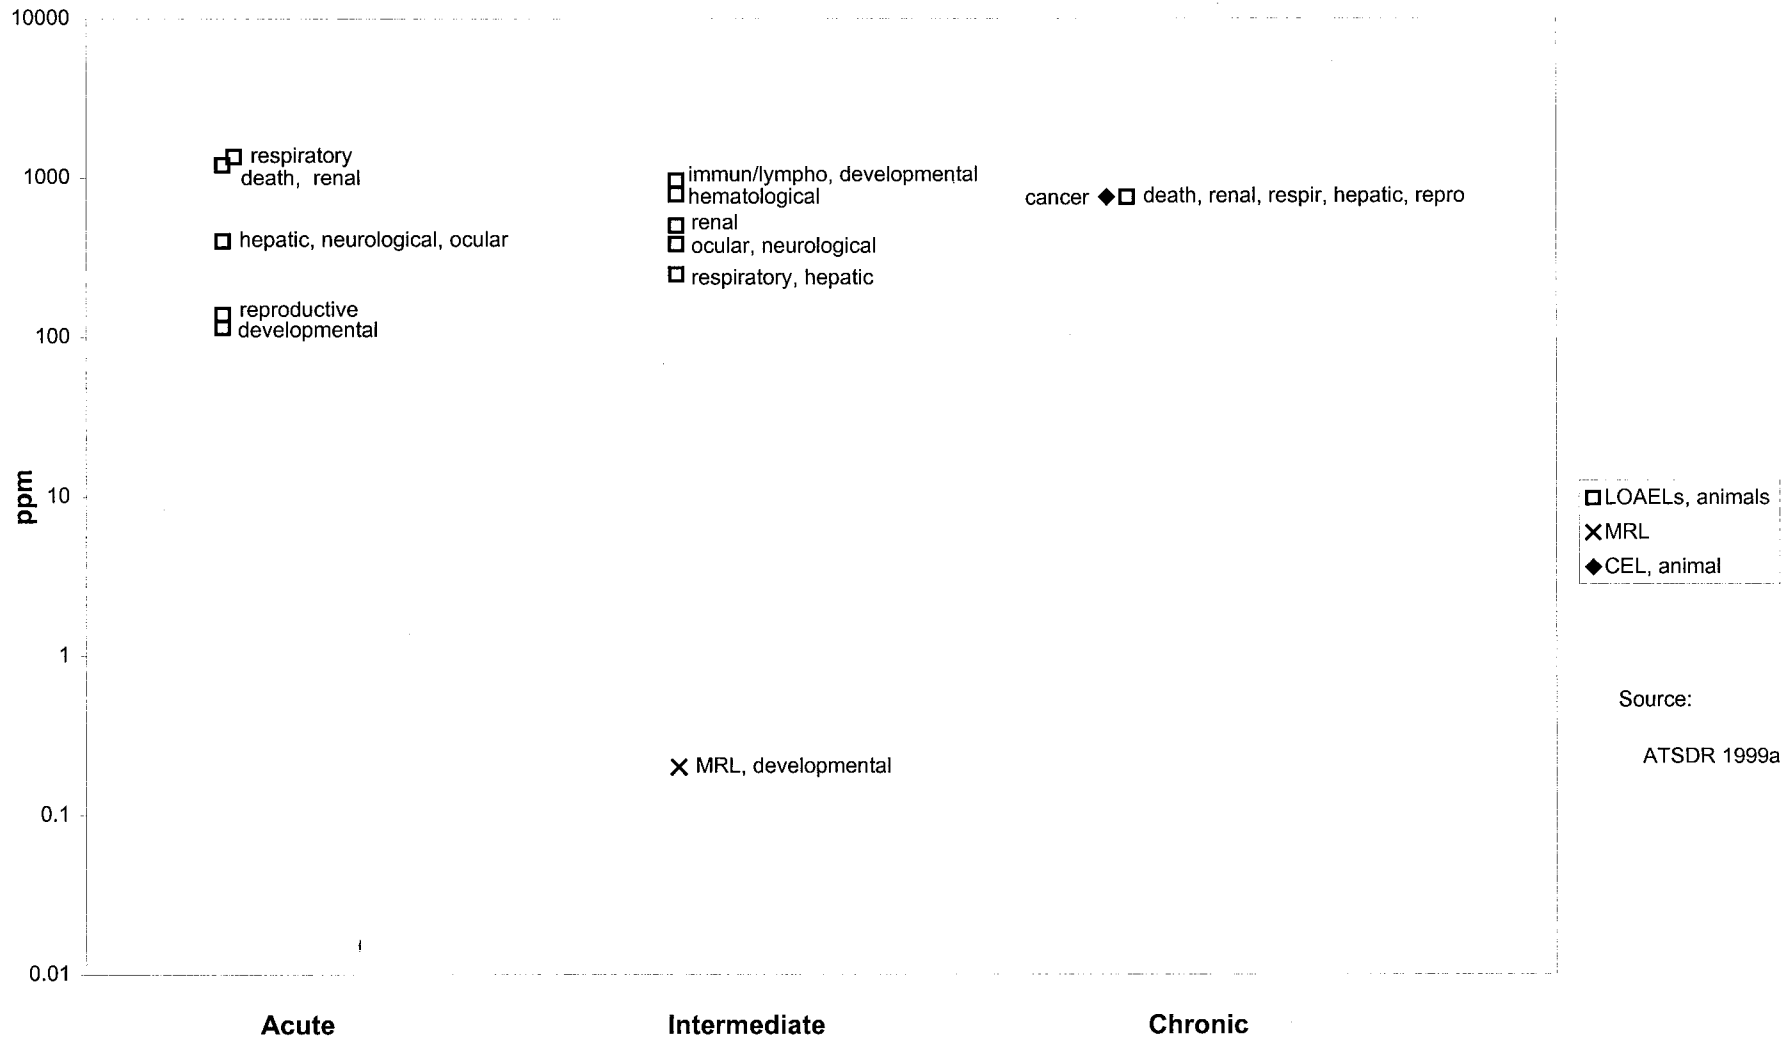 10000
1000
100
10
1
0.1
0.01
ppm
respiratory
death, renal
hepatic, neurological, ocular
reproductive
developmental
immun/lympho, developmental
hematological
renal
ocular, neurological
respiratory, hepatic
MRL, developmental
cancer
death, renal, respir, hepatic, repro
Acute
Intermediate
Chronic
LOAELs, animals
MRL
CEL, animal
Source:
ATSDR 1999a